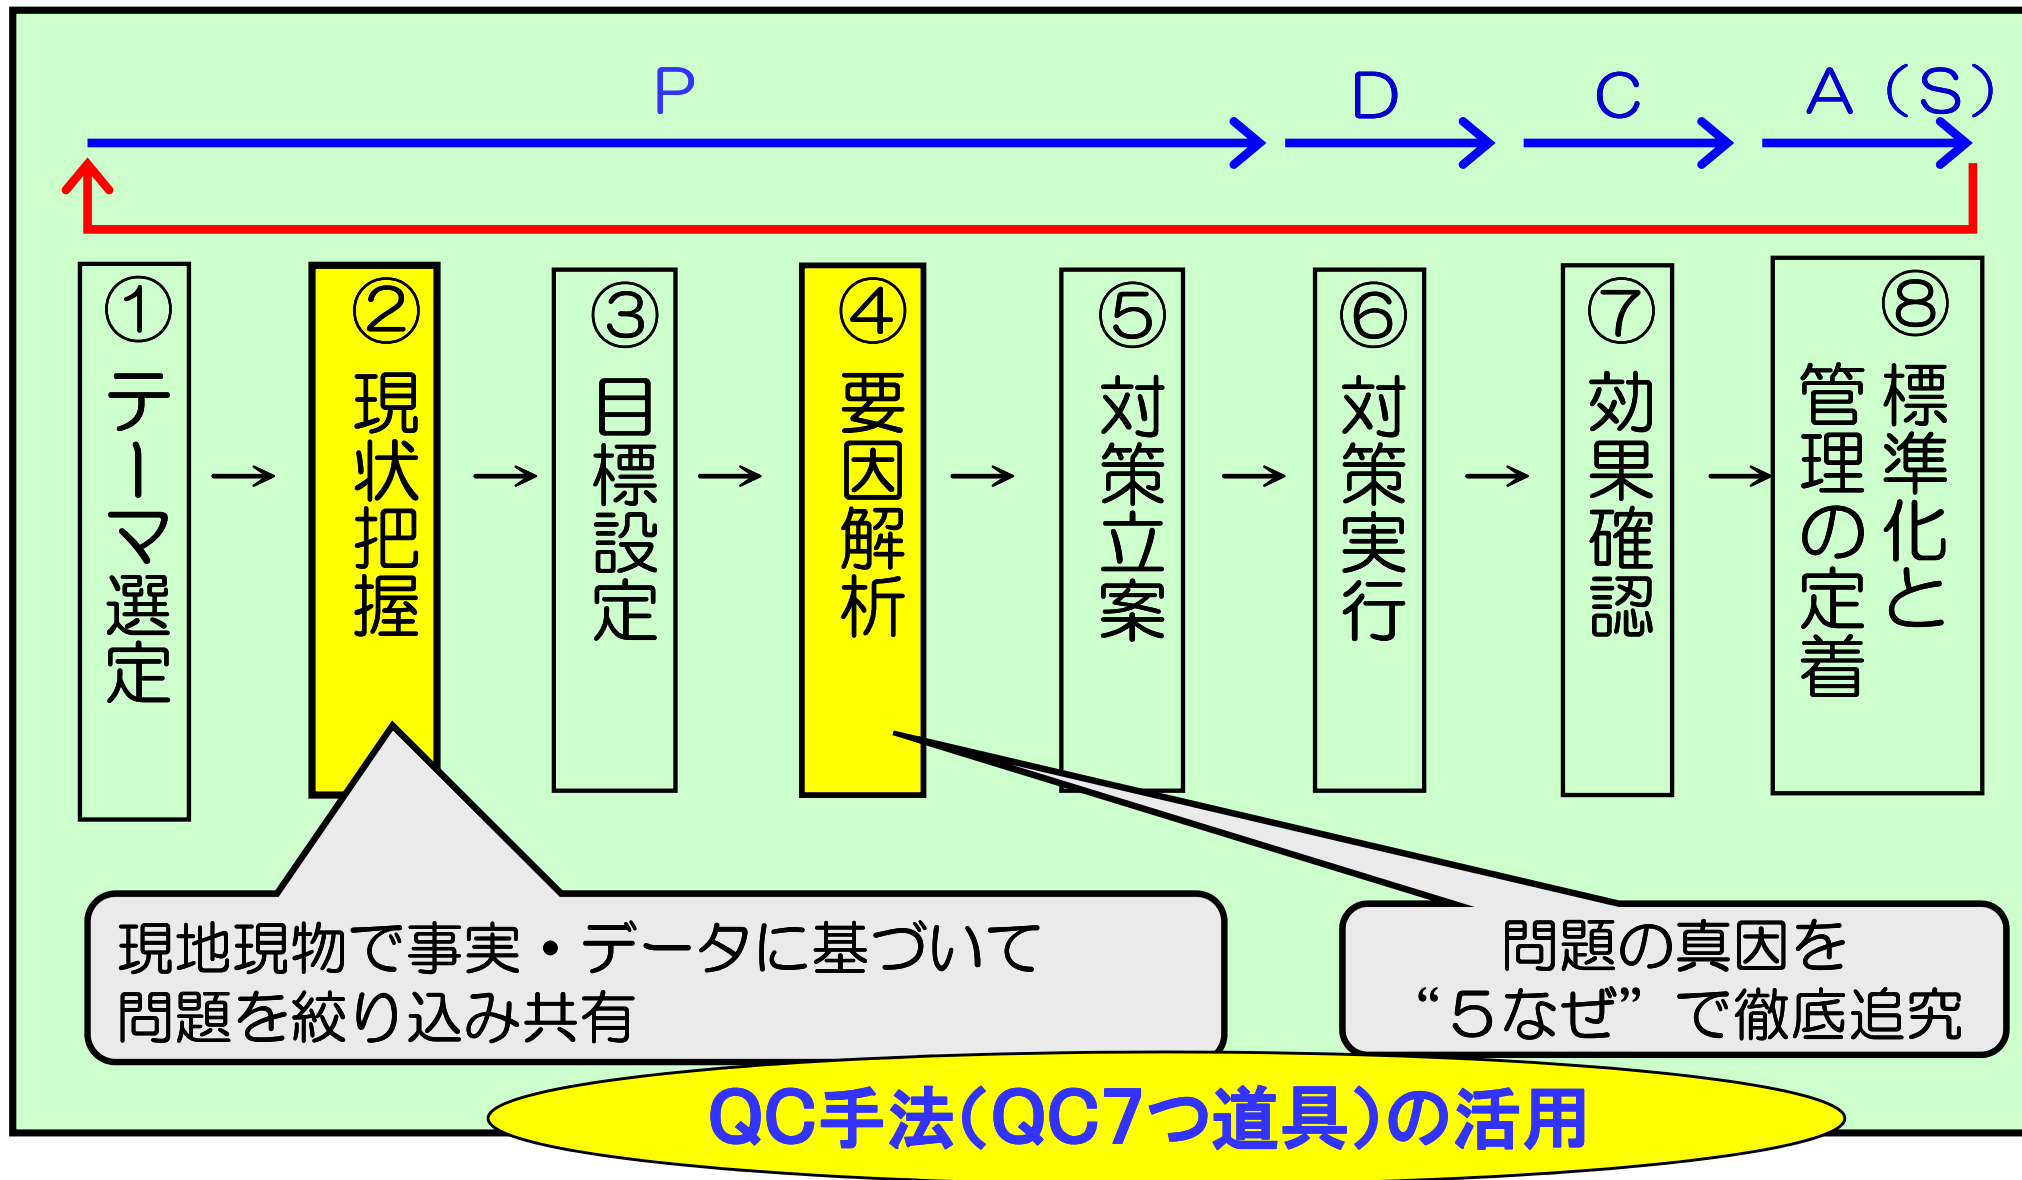 P
D
C
A(S)
①テーマ選定
→
②現状把握
→
③目標設定
→
④要因解析
→
⑤対策立案
→
⑥対策実行
→
⑦効果確認
→
⑧標準化と
管理の定着
現地現物で事実・データに基づいて
問題を絞り込み共有
問題の真因を
“5なぜ”で徹底追究
QC手法(QC7つ道具)の活用